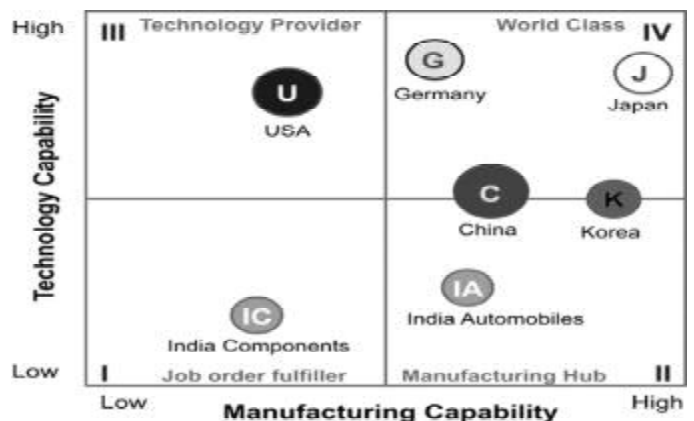 High
III
Technology Provider
World Class
IV
U
USA
G
Germany
J
Japan
Technology Capability
C
China
K
Korea
IC
India Components
IA
India Automobiles
Low
I
Job order fulfiller
Manufacturing Hub
II
Low
Manufacturing Capability
High